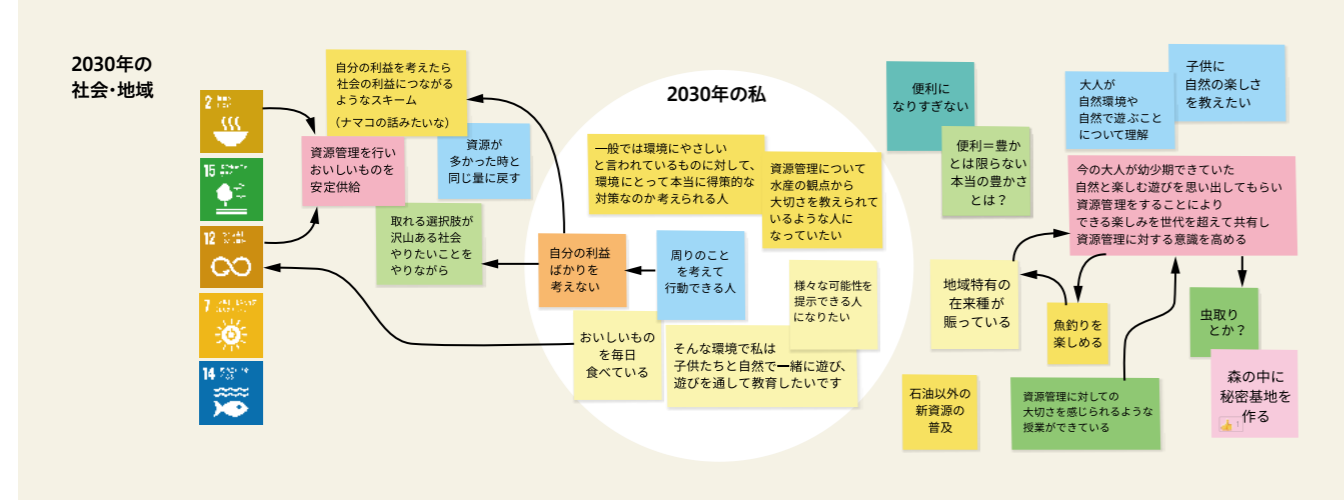 2030年の
社会・地域
2
15
12
7
14
自分の利益を考えたら
社会の利益につながる
ようなスキーム
（ナマコの話みたいな）
資源管理を行い
おいしいものを
安定供給
資源が
多かった時と
同じ量に戻す
取れる選択肢が
沢山ある社会
やりたいことを
やりながら
2030年の私
一般では環境にやさしい
と言われているものに対して、
環境にとって本当に得策的な
対策なのか考えられる人
資源管理について
水産の観点から
大切さを教えられて
いるような人に
なっていたい
自分の利益
ばかりを
考えない
周りのこと
を考えて
行動できる人
様々な可能性を
提示できる人
になりたい
おいしいもの
を毎日
食べている
そんな環境で私は
子供たちと自然で一緒に遊び、
遊びを通して教育したいです
便利に
なりすぎない
便利＝豊か
とは限らない
本当の豊かさ
とは？
大人が
自然環境や
自然で遊ぶこと
について理解
子供に
自然の楽しさ
を教えたい
今の大人が幼少期できていた
自然と楽しむ遊びを思い出してもらい
資源管理をすることにより
できる楽しみを世代を超えて共有し
資源管理に対する意識を高める
地域特有の
在来種が
賑っている
魚釣りを
楽しめる
虫取り
とか？
森の中に
秘密基地を
作る
石油以外の
新資源の
普及
資源管理に対しての
大切さを感じられるような
授業ができている